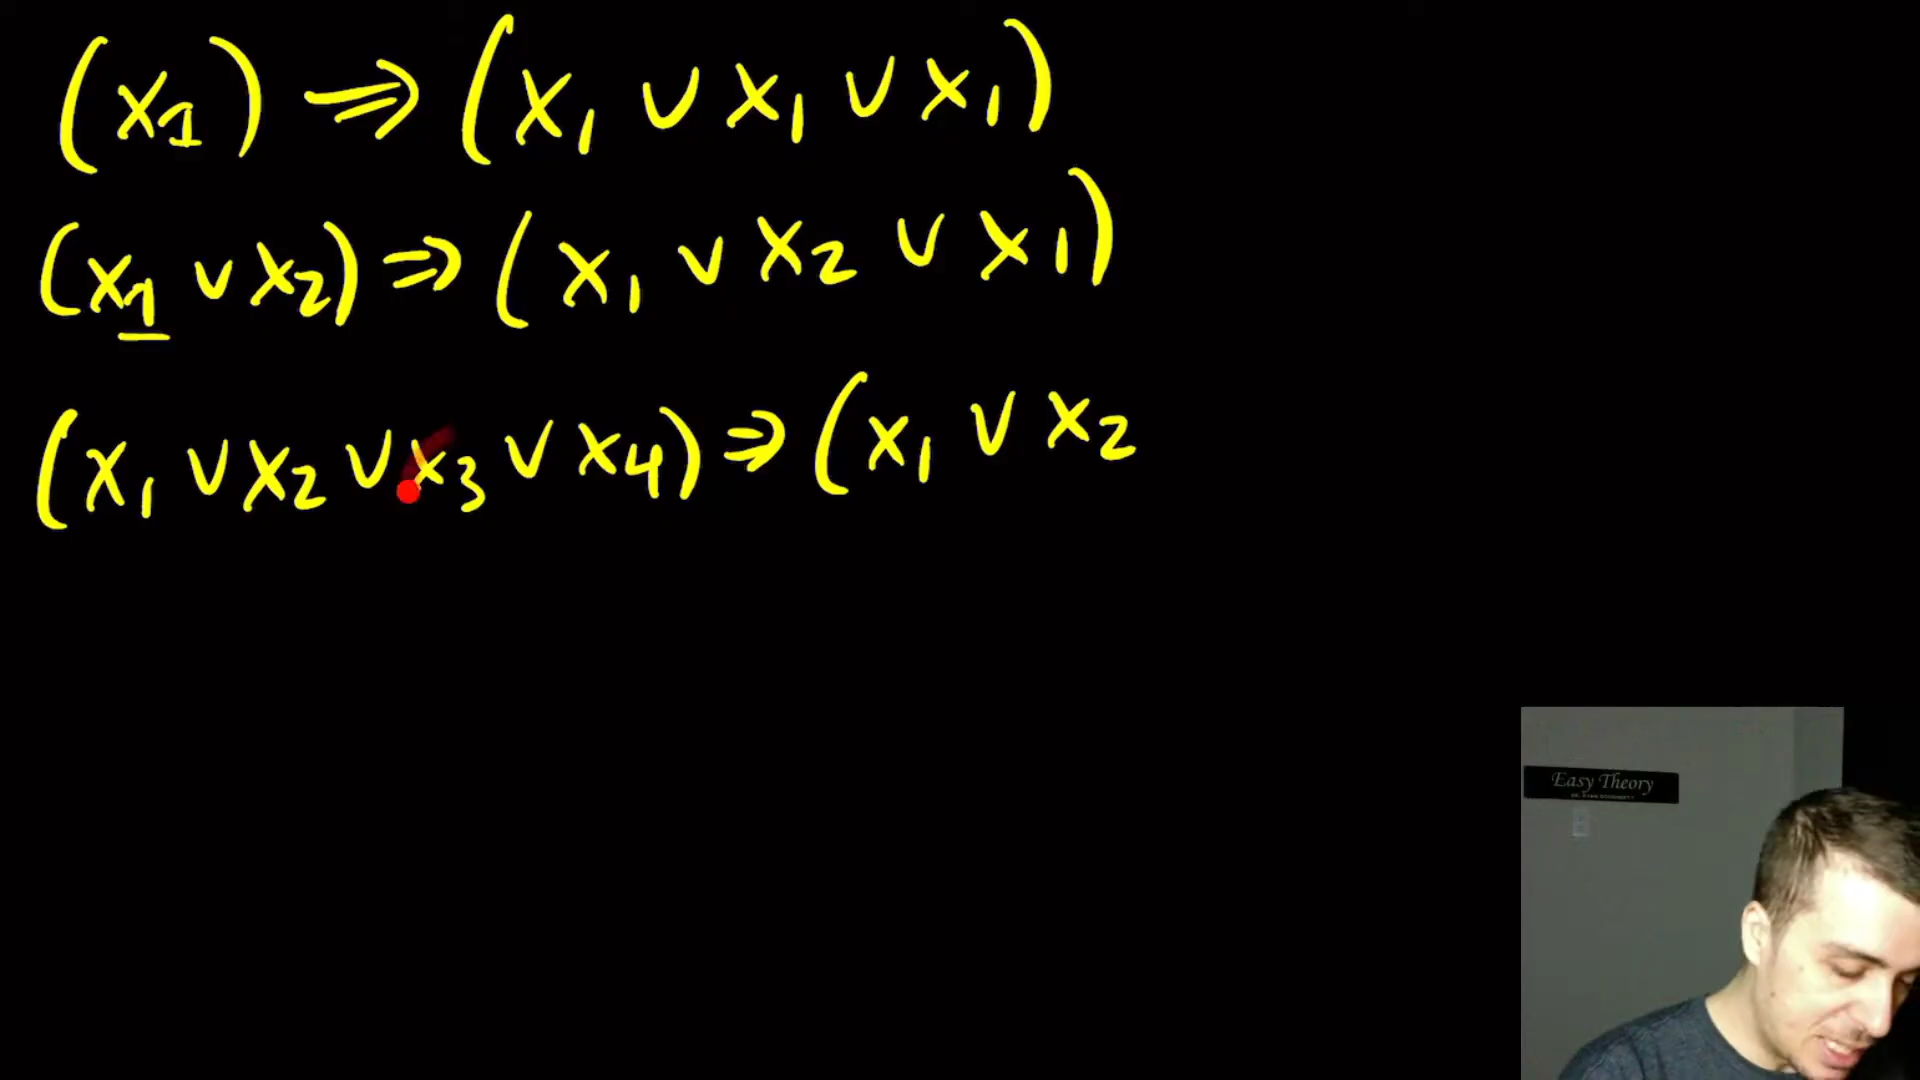 (x₁) ⇒ (x₁ ∨ x₁ ∨ x₁)
(x₁ ∨ x₂) ⇒ (x₁ ∨ x₂ ∨ x₁)
(x₁ ∨ x₂ ∨ x₃ ∨ x₄) ⇒ (x₁ ∨ x₂
Easy Theory